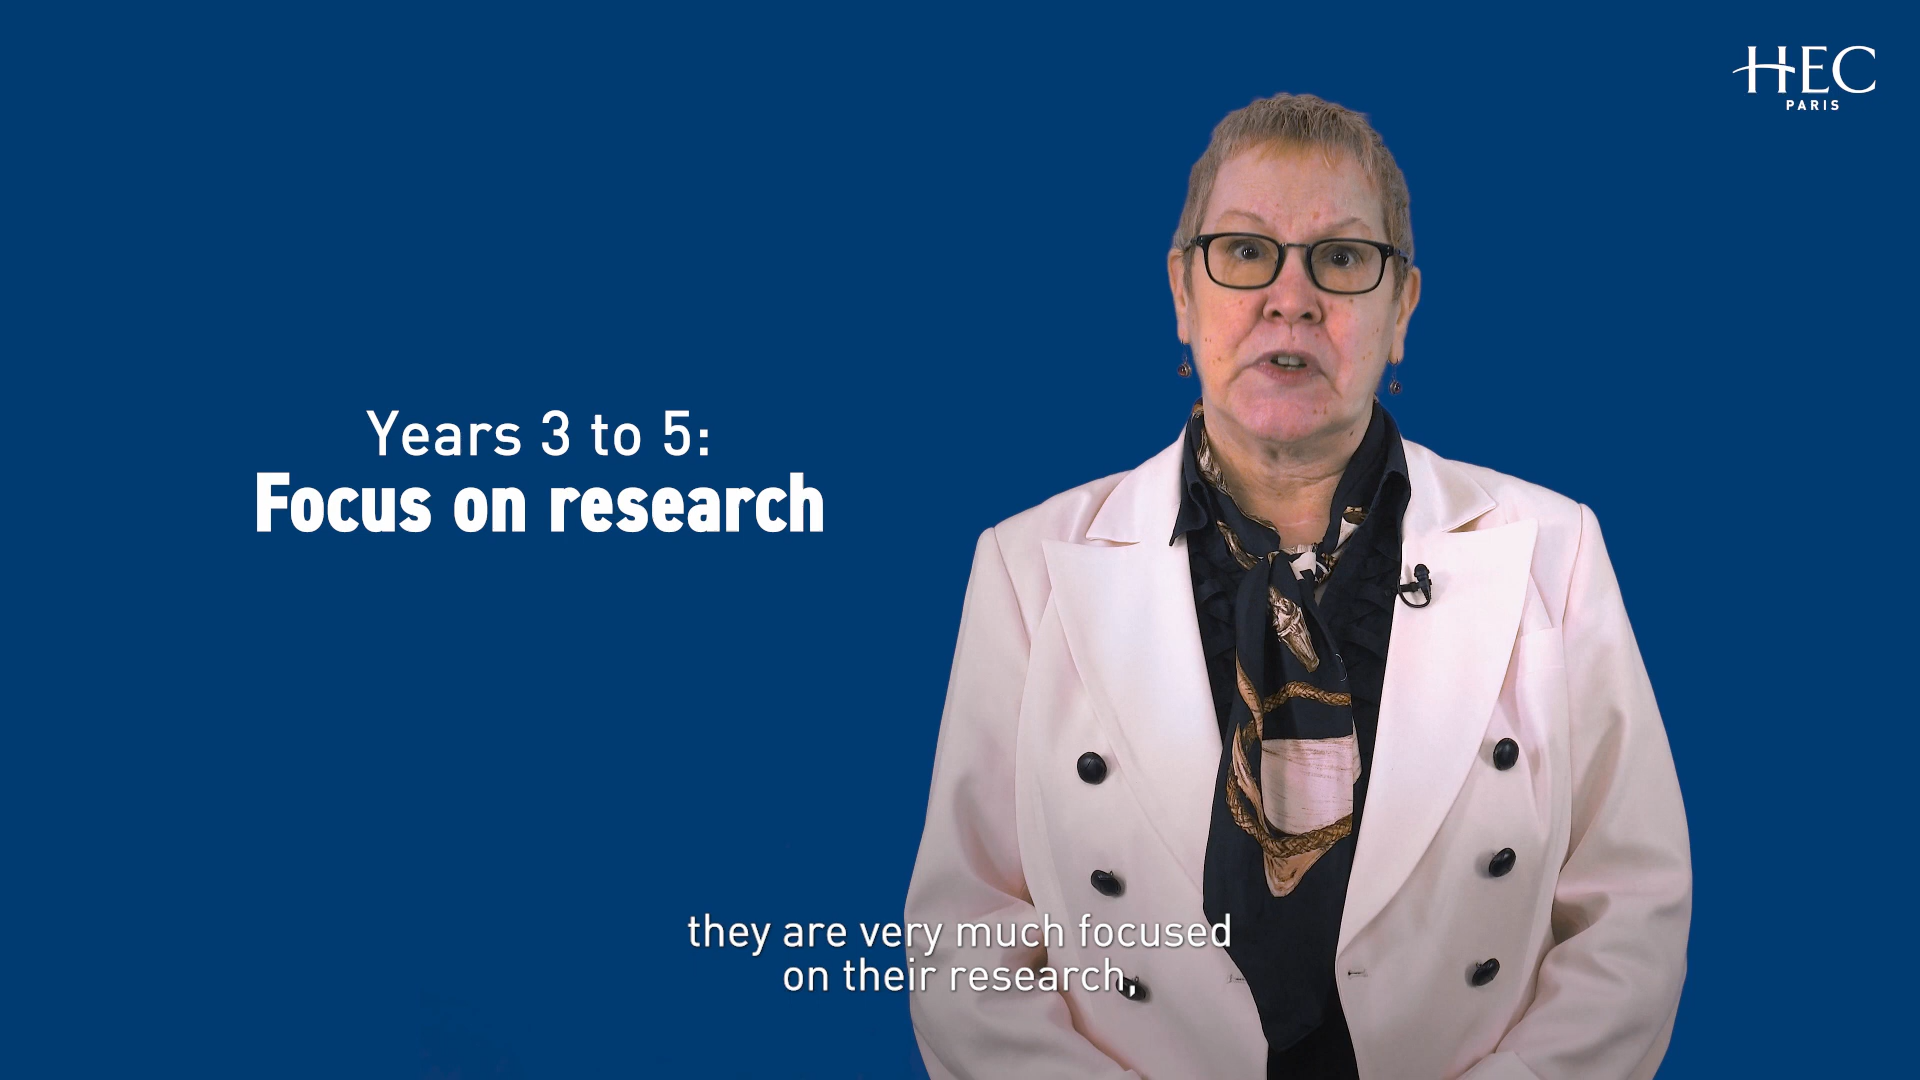 HEC
PARIS
Years 3 to 5:
Focus on research
they are very much focused
on their research,